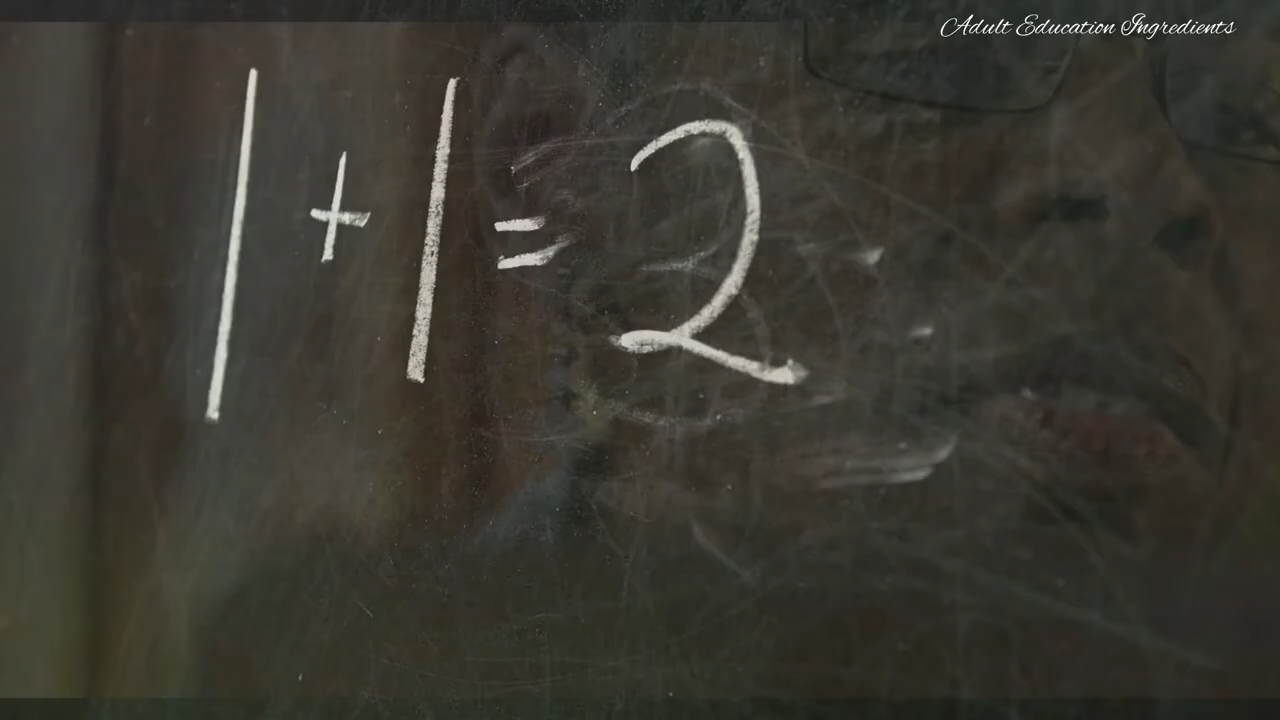 Adult Education Ingredients
1 + 1 = 2